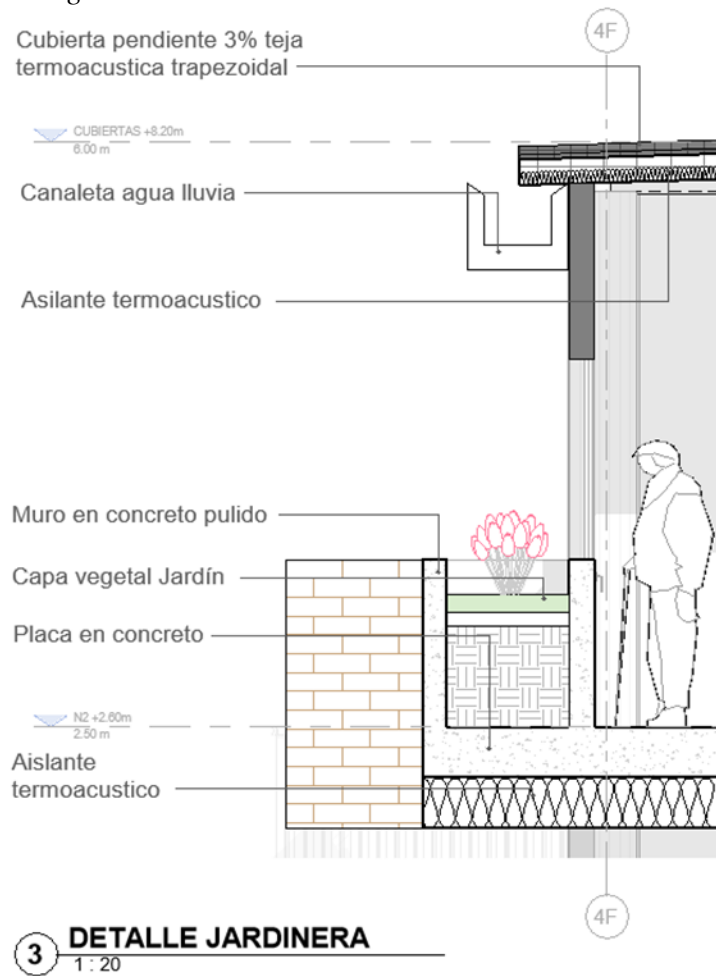 4F
Cubierta pendiente 3% teja
termoacustica trapezoidal
CUBIERTAS +8.20m
6.00 m
Canaleta agua lluvia
Asilante termoacustico
Muro en concreto pulido
Capa vegetal Jardín
Placa en concreto
N2 +2.60m
2.50 m
Aislante
termoacustico
4F
3 DETALLE JARDINERA
1 : 20